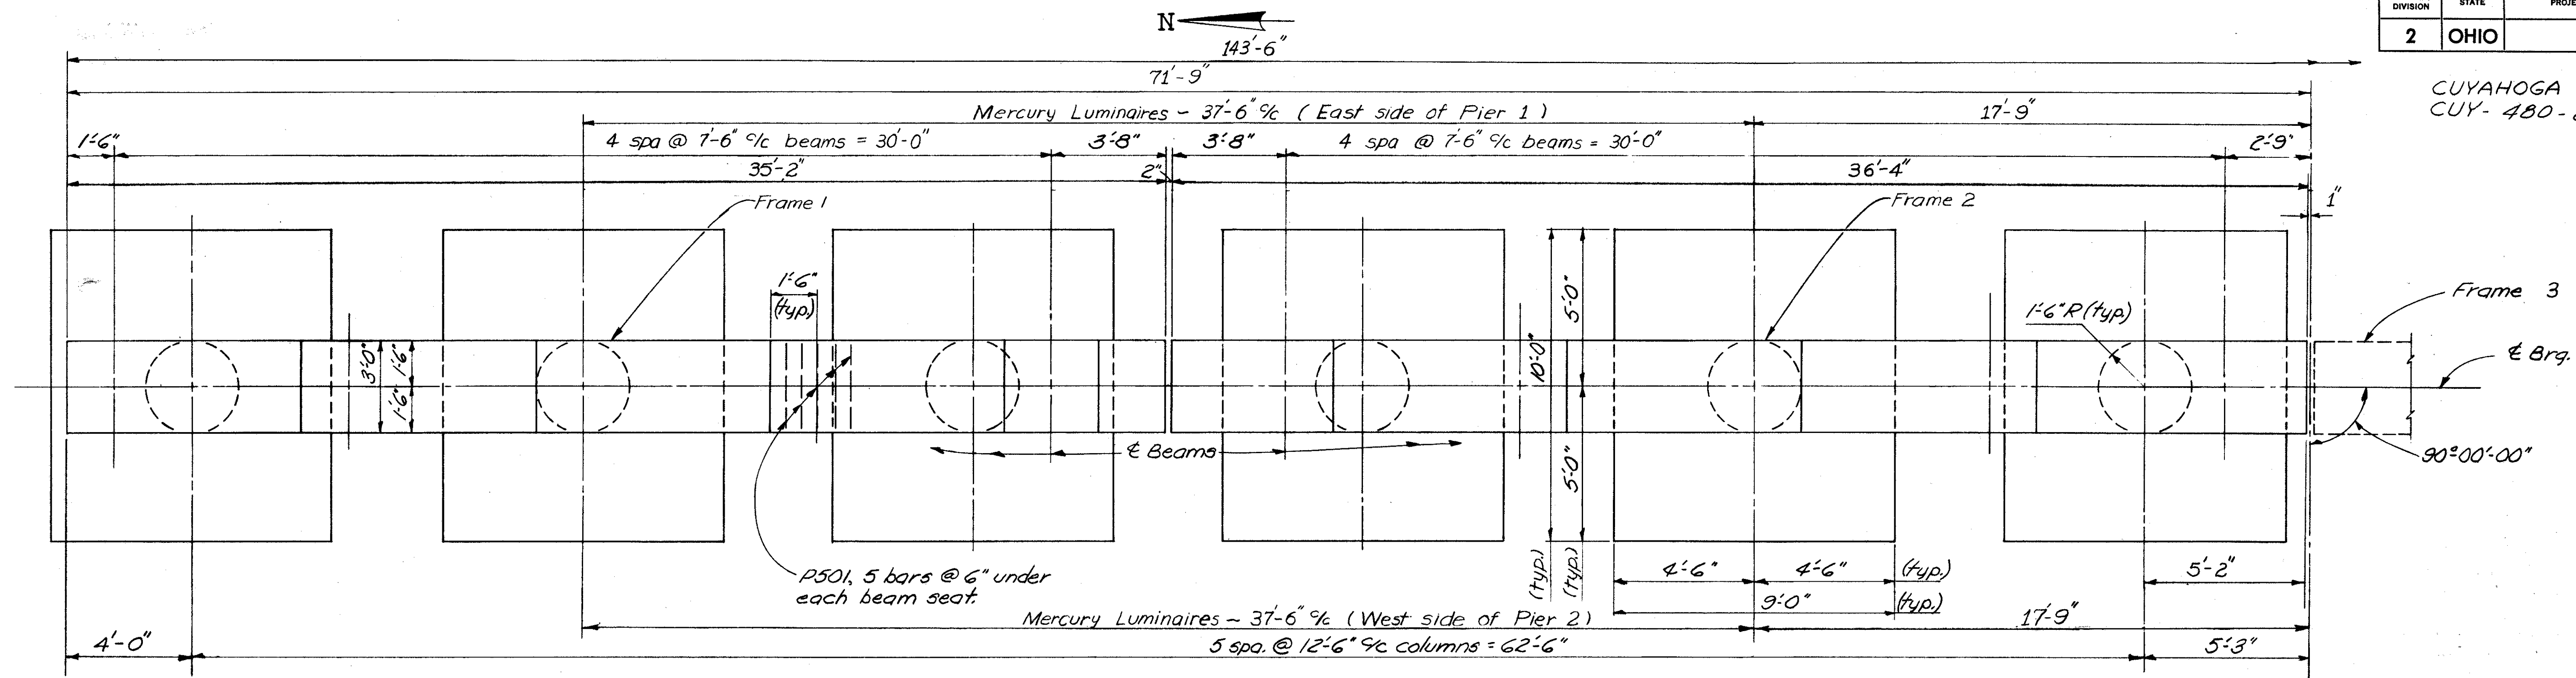 DIVISION STATE
2 OHIO
CUYAHOGA
CUY-480-
N
143'-6"
71'-9"
Mercury Luminaires ~ 37'-6" c/c (East side of Pier 1)
17'-9"
1'-6"
4 spa @ 7'-6" c/c beams = 30'-0"
3'-8"
3'-8"
4 spa @ 7'-6" c/c beams = 30'-0"
2'-9"
35'-2"
2"
36'-4"
1"
Frame 1
Frame 2
Frame 3
1'-6"
(typ.)
5'-0"
10'-0"
1'-6" R (typ.)
℄ Brg.
3'-0"
1'-6"
1'-6"
℄ Beams
5'-0"
90°00'-00"
P501, 5 bars @ 6" under
each beam seat.
(typ.)
(typ.)
4'-6"
4'-6"
(typ.)
5'-2"
9'-0"
(typ.)
Mercury Luminaires ~ 37'-6" c/c (West side of Pier 2)
17'-9"
4'-0"
5 spa. @ 12'-6" c/c columns = 62'-6"
5'-3"